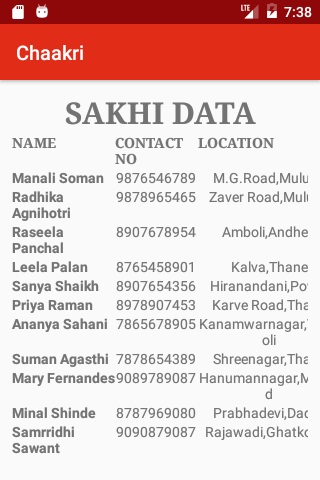 LTE 7:38
Chaakri
SAKHI DATA
NAME CONTACT LOCATION
NO
Manali Soman 9876546789 M.G.Road,Mulu
Radhika 9878965465 Zaver Road,Mulu
Agnihotri
Raseela 8907678954 Amboli,Andhe
Panchal
Leela Palan 8765458901 Kalva,Thane
Sanya Shaikh 8907654356 Hiranandani,Pow
Priya Raman 8978907453 Karve Road,Tha
Ananya Sahani 7865678905 Kanamwarnagar,
oli
Suman Agasthi 7878654389 Shreenagar,Tha
Mary Fernandes 9089789087 Hanumannagar,M
d
Minal Shinde 8787969080 Prabhadevi,Dad
Samrridhi 9090879087 Rajawadi,Ghatko
Sawant